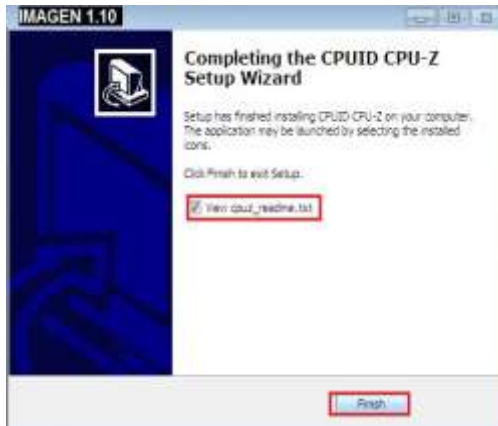 IMAGEN 1.10
Completing the CPUID CPU-Z
Setup Wizard
Setup has finished installing CPUID CPU-Z on your computer.
The application may be launched by selecting the installed
icons.
Click Finish to exit Setup.
View cpuz_readme.txt
Finish